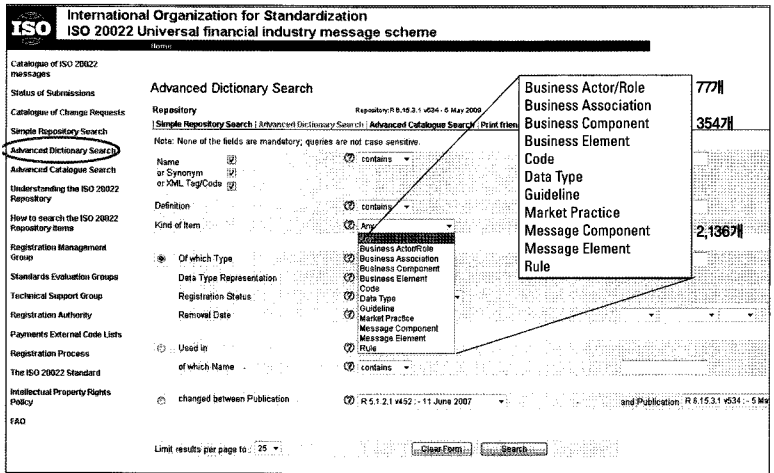 ISO
International Organization for Standardization
ISO 20022 Universal financial industry message scheme
Home
Catalogue of ISO 20022
messages
Status of Submissions
Catalogue of Change Requests
Simple Repository Search
Advanced Dictionary Search
Advanced Catalogue Search
Understanding the ISO 20022
Repository
How to search the ISO 20022
Repository items
Registration Management
Group
Standards Evaluation Groups
Technical Support Group
Registration Authority
Payments External Code Lists
Registration Process
The ISO 20022 Standard
Intellectual Property Rights
Policy
FAQ
Advanced Dictionary Search
Repository
Repository:R 6.15.3.1 v534 - 5 May 2009
Simple Repository Search | Advanced Dictionary Search | Advanced Catalogue Search | Print frien
Note: None of the fields are mandatory; queries are not case sensitive.
Name
or Synonym
or XML Tag/Code
contains
Definition
contains
Kind of Item
Any
Business Actor/Role
Business Association
Business Component
Business Element
Code
Data Type
Guideline
Market Practice
Message Component
Message Element
Rule
Of which Type
Data Type Representation
Registration Status
Removal Date
Used in
of which Name
contains
changed between Publication
R 5.1.2.1 v452 : - 11 June 2007
and Publication
R 6.15.3.1 v534 : - 5 Ma
Limit results per page to :
25
Clear Form
Search
Business Actor/Role
Business Association
Business Component
Business Element
Code
Data Type
Guideline
Market Practice
Message Component
Message Element
Rule
77개
354개
2,136개